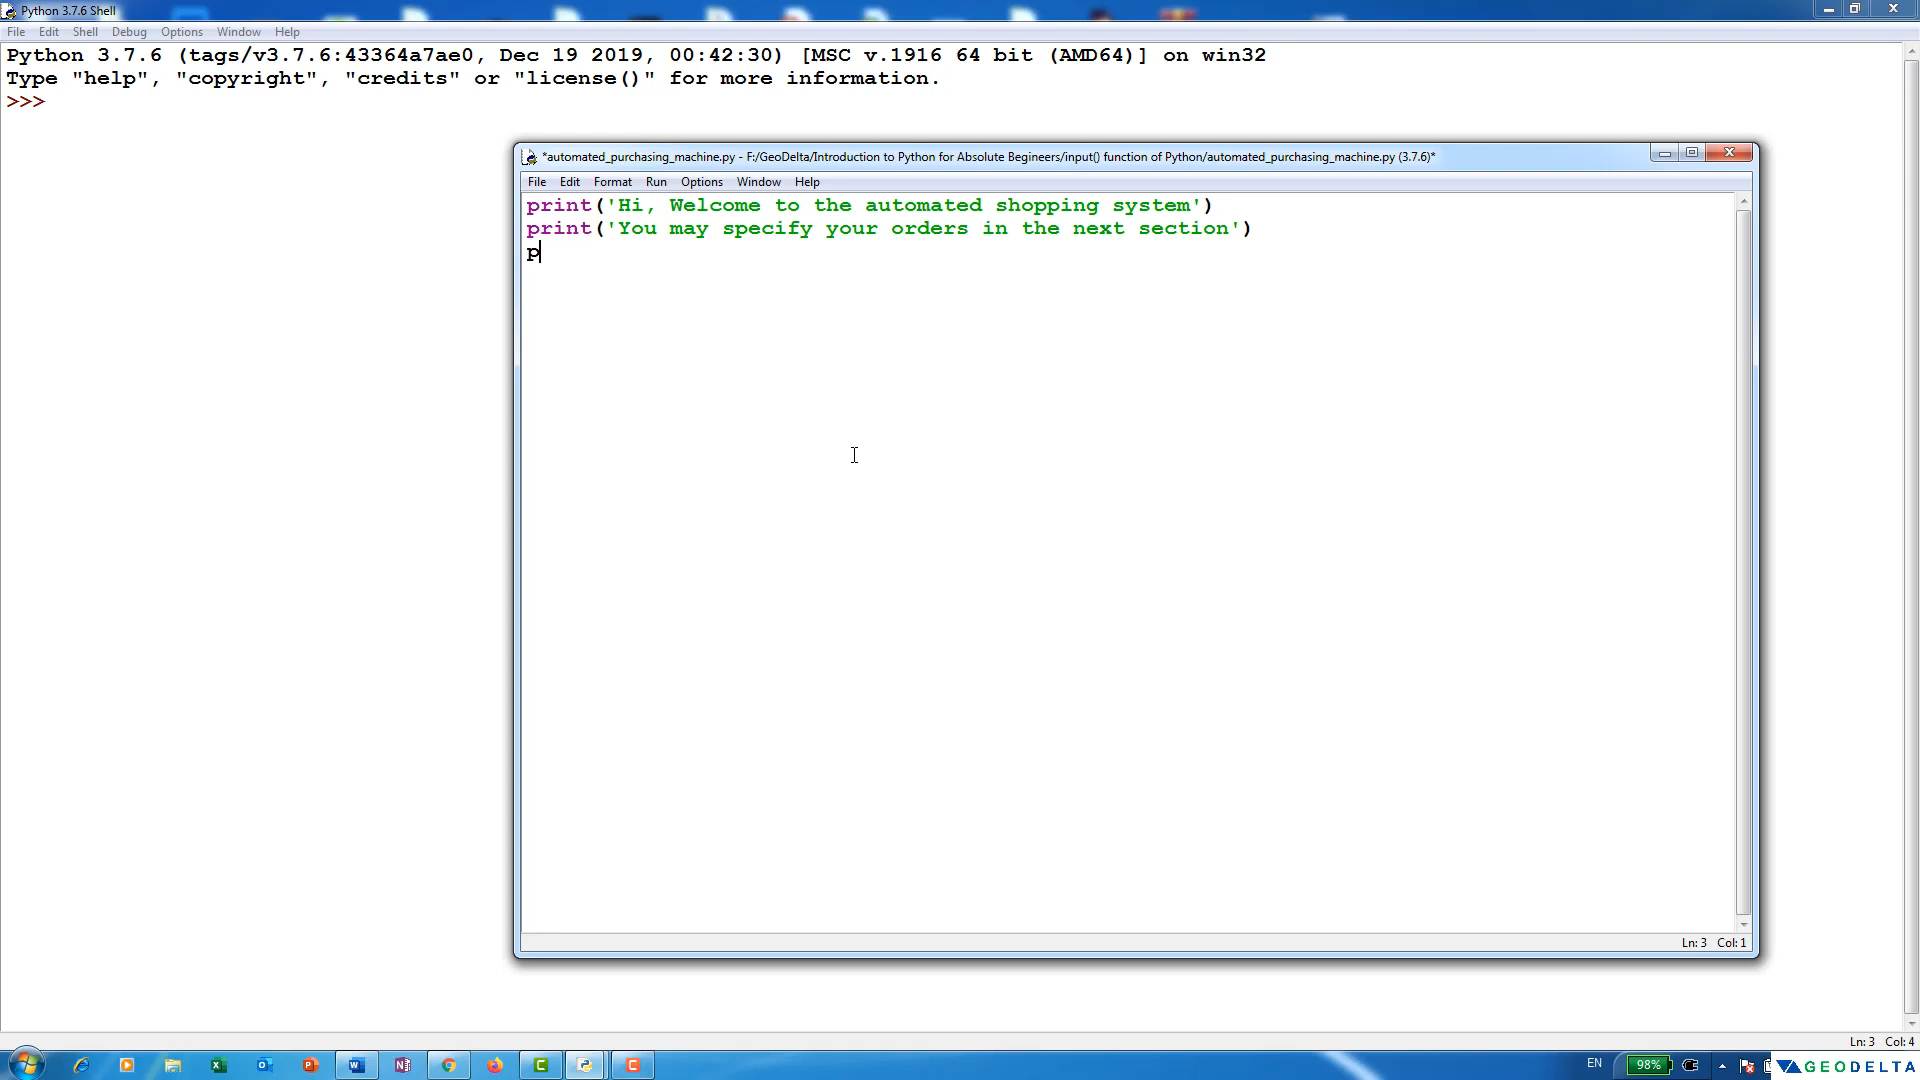 Python 3.7.6 Shell
File Edit Shell Debug Options Window Help
Python 3.7.6 (tags/v3.7.6:43364a7ae0, Dec 19 2019, 00:42:30) [MSC v.1916 64 bit (AMD64)] on win32
Type "help", "copyright", "credits" or "license()" for more information.
>>>
*automated_purchasing_machine.py - F:/GeoDelta/Introduction to Python for Absolute Begineers/input() function of Python/automated_purchasing_machine.py (3.7.6)*
File Edit Format Run Options Window Help
print('Hi, Welcome to the automated shopping system')
print('You may specify your orders in the next section')
p
Ln: 3 Col: 1
Ln: 3 Col: 4
EN 98%
GEODELTA